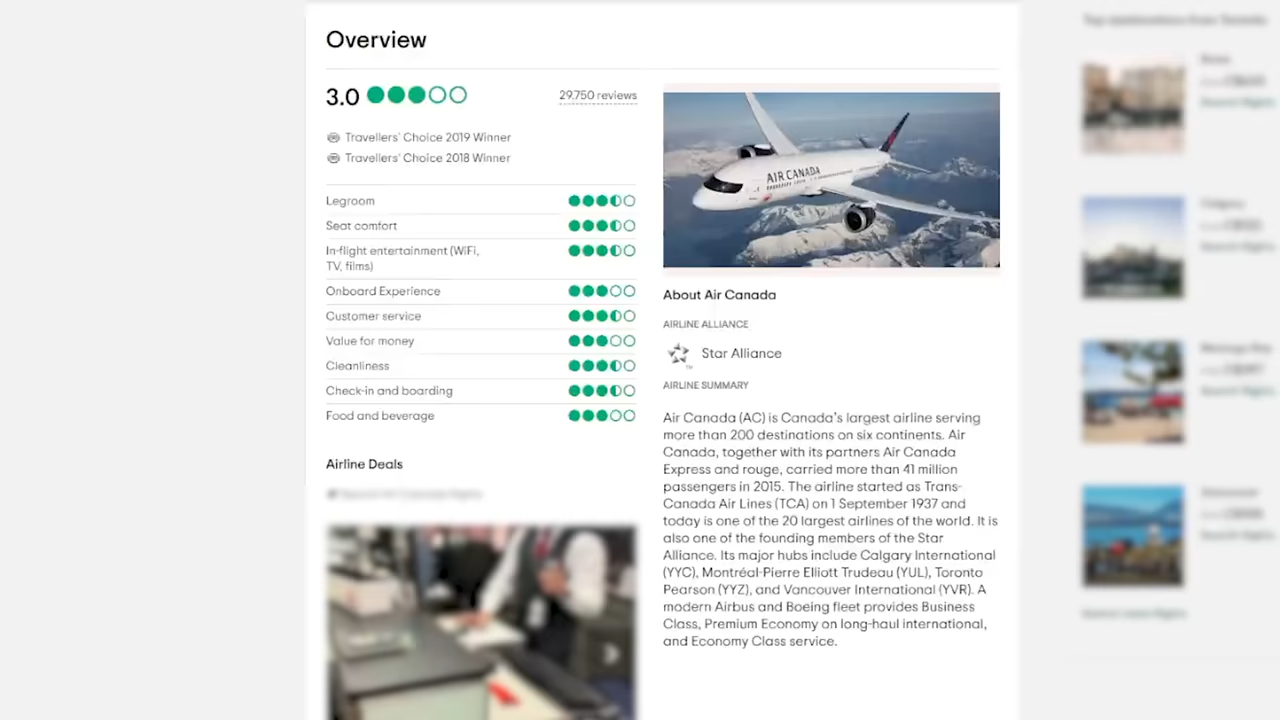 Overview
3.0
29,750 reviews
Travellers' Choice 2019 Winner
Travellers' Choice 2018 Winner
Legroom
Seat comfort
In-flight entertainment (WiFi,
TV, films)
Onboard Experience
Customer service
Value for money
Cleanliness
Check-in and boarding
Food and beverage
Airline Deals
AIR CANADA
About Air Canada
AIRLINE ALLIANCE
Star Alliance
TM
AIRLINE SUMMARY
Air Canada (AC) is Canada's largest airline serving
more than 200 destinations on six continents. Air
Canada, together with its partners Air Canada
Express and rouge, carried more than 41 million
passengers in 2015. The airline started as Trans-
Canada Air Lines (TCA) on 1 September 1937 and
today is one of the 20 largest airlines of the world. It is
also one of the founding members of the Star
Alliance. Its major hubs include Calgary International
(YYC), Montréal-Pierre Elliott Trudeau (YUL), Toronto
Pearson (YYZ), and Vancouver International (YVR). A
modern Airbus and Boeing fleet provides Business
Class, Premium Economy on long-haul international,
and Economy Class service.